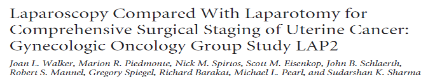 Laparoscopy Compared With Laparotomy for
Comprehensive Surgical Staging of Uterine Cancer:
Gynecologic Oncology Group Study LAP2
Joan L. Walker, Marion R. Piedmonte, Nick M. Spirtos, Scott M. Eisenkop, John B. Schlaerth,
Robert S. Mannel, Gregory Spiegel, Richard Barakat, Michael L. Pearl, and Sudarshan K. Sharma